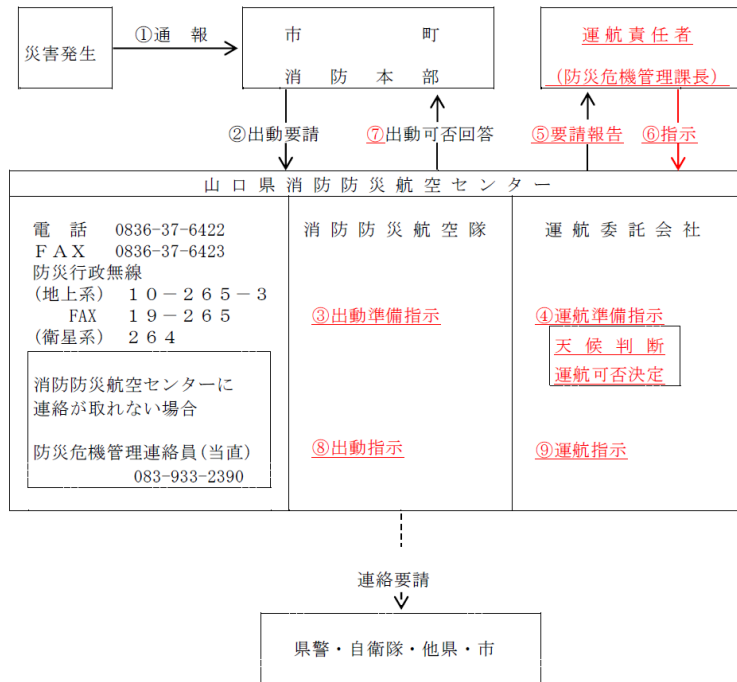 災害発生
①通　報
市　　　町
消　防　本　部
運航責任者
(防災危機管理課長)
②出動要請
⑦出動可否回答
⑤要請報告
⑥指示
山口県消防防災航空センター
電　話　0836-37-6422
ＦＡＸ　0836-37-6423
防災行政無線
(地上系)　１０－２６５－３
FAX　１９－２６５
(衛星系)　２６４
消防防災航空センターに
連絡が取れない場合
防災危機管理連絡員(当直)
083-933-2390
消防防災航空隊
③出動準備指示
⑧出動指示
運航委託会社
④運航準備指示
天候判断
運航可否決定
⑨運航指示
連絡要請
県警・自衛隊・他県・市